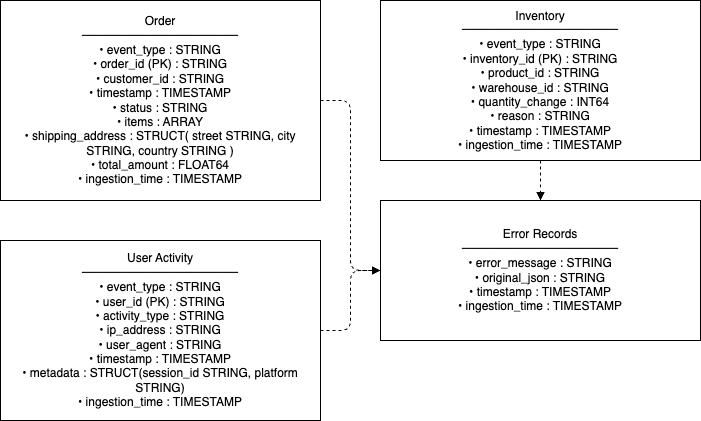 Order
• event_type : STRING
• order_id (PK) : STRING
• customer_id : STRING
• timestamp : TIMESTAMP
• status : STRING
• items : ARRAY
• shipping_address : STRUCT( street STRING, city
STRING, country STRING )
• total_amount : FLOAT64
• ingestion_time : TIMESTAMP
Inventory
• event_type : STRING
• inventory_id (PK) : STRING
• product_id : STRING
• warehouse_id : STRING
• quantity_change : INT64
• reason : STRING
• timestamp : TIMESTAMP
• ingestion_time : TIMESTAMP
User Activity
• event_type : STRING
• user_id (PK) : STRING
• activity_type : STRING
• ip_address : STRING
• user_agent : STRING
• timestamp : TIMESTAMP
• metadata : STRUCT(session_id STRING, platform
STRING)
• ingestion_time : TIMESTAMP
Error Records
• error_message : STRING
• original_json : STRING
• timestamp : TIMESTAMP
• ingestion_time : TIMESTAMP